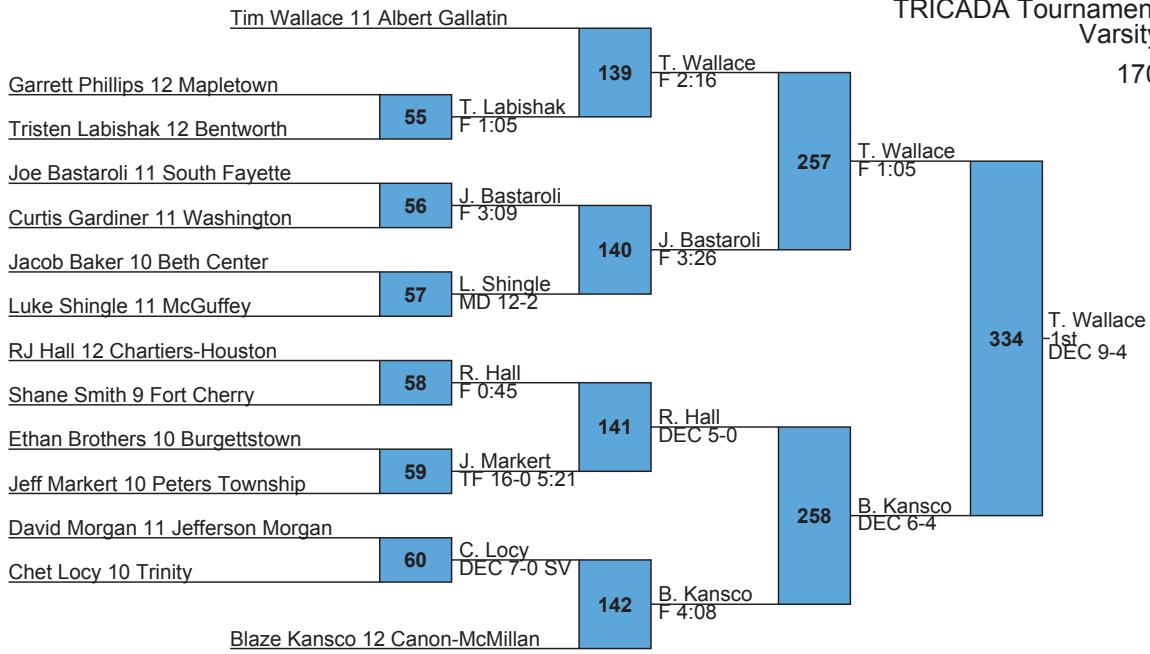 TRICADA Tournamen
Varsity
170
Tim Wallace 11 Albert Gallatin
Garrett Phillips 12 Mapletown
Tristen Labishak 12 Bentworth
Joe Bastaroli 11 South Fayette
Curtis Gardiner 11 Washington
Jacob Baker 10 Beth Center
Luke Shingle 11 McGuffey
RJ Hall 12 Chartiers-Houston
Shane Smith 9 Fort Cherry
Ethan Brothers 10 Burgettstown
Jeff Markert 10 Peters Township
David Morgan 11 Jefferson Morgan
Chet Locy 10 Trinity
Blaze Kansco 12 Canon-McMillan
55
56
57
58
59
60
T. Labishak
F 1:05
J. Bastaroli
F 3:09
L. Shingle
MD 12-2
R. Hall
F 0:45
J. Markert
TF 16-0 5:21
C. Locy
DEC 7-0 SV
139
140
141
142
T. Wallace
F 2:16
J. Bastaroli
F 3:26
R. Hall
DEC 5-0
B. Kansco
F 4:08
257
258
T. Wallace
F 1:05
B. Kansco
DEC 6-4
334
T. Wallace
1st
DEC 9-4